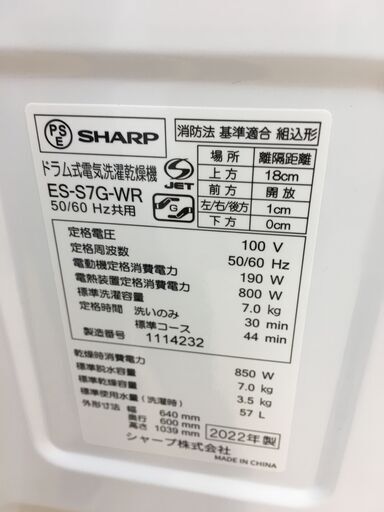 PS
E
SHARP
ドラム式電気洗濯乾燥機
ES-S7G-WR
50/60 Hz共用
S
JET
G
消防法 基準適合 組込形
場所 離隔距離
上方 18cm
前方 開放
左/右/後方 1cm
下方 0cm
定格電圧 100 V
定格周波数 50/60 Hz
電動機定格消費電力 190 W
電熱装置定格消費電力 800 W
標準洗濯容量 7.0 kg
定格時間 洗いのみ 30 min
標準コース 44 min
製造番号 1114232
乾燥時消費電力 850 W
標準脱水容量 7.0 kg
標準乾燥容量 3.5 kg
標準使用水量(洗濯時) 57 L
外形寸法 幅 640 mm
奥行 600 mm
高さ 1039 mm
2022年製
シャープ株式会社
MADE IN CHINA